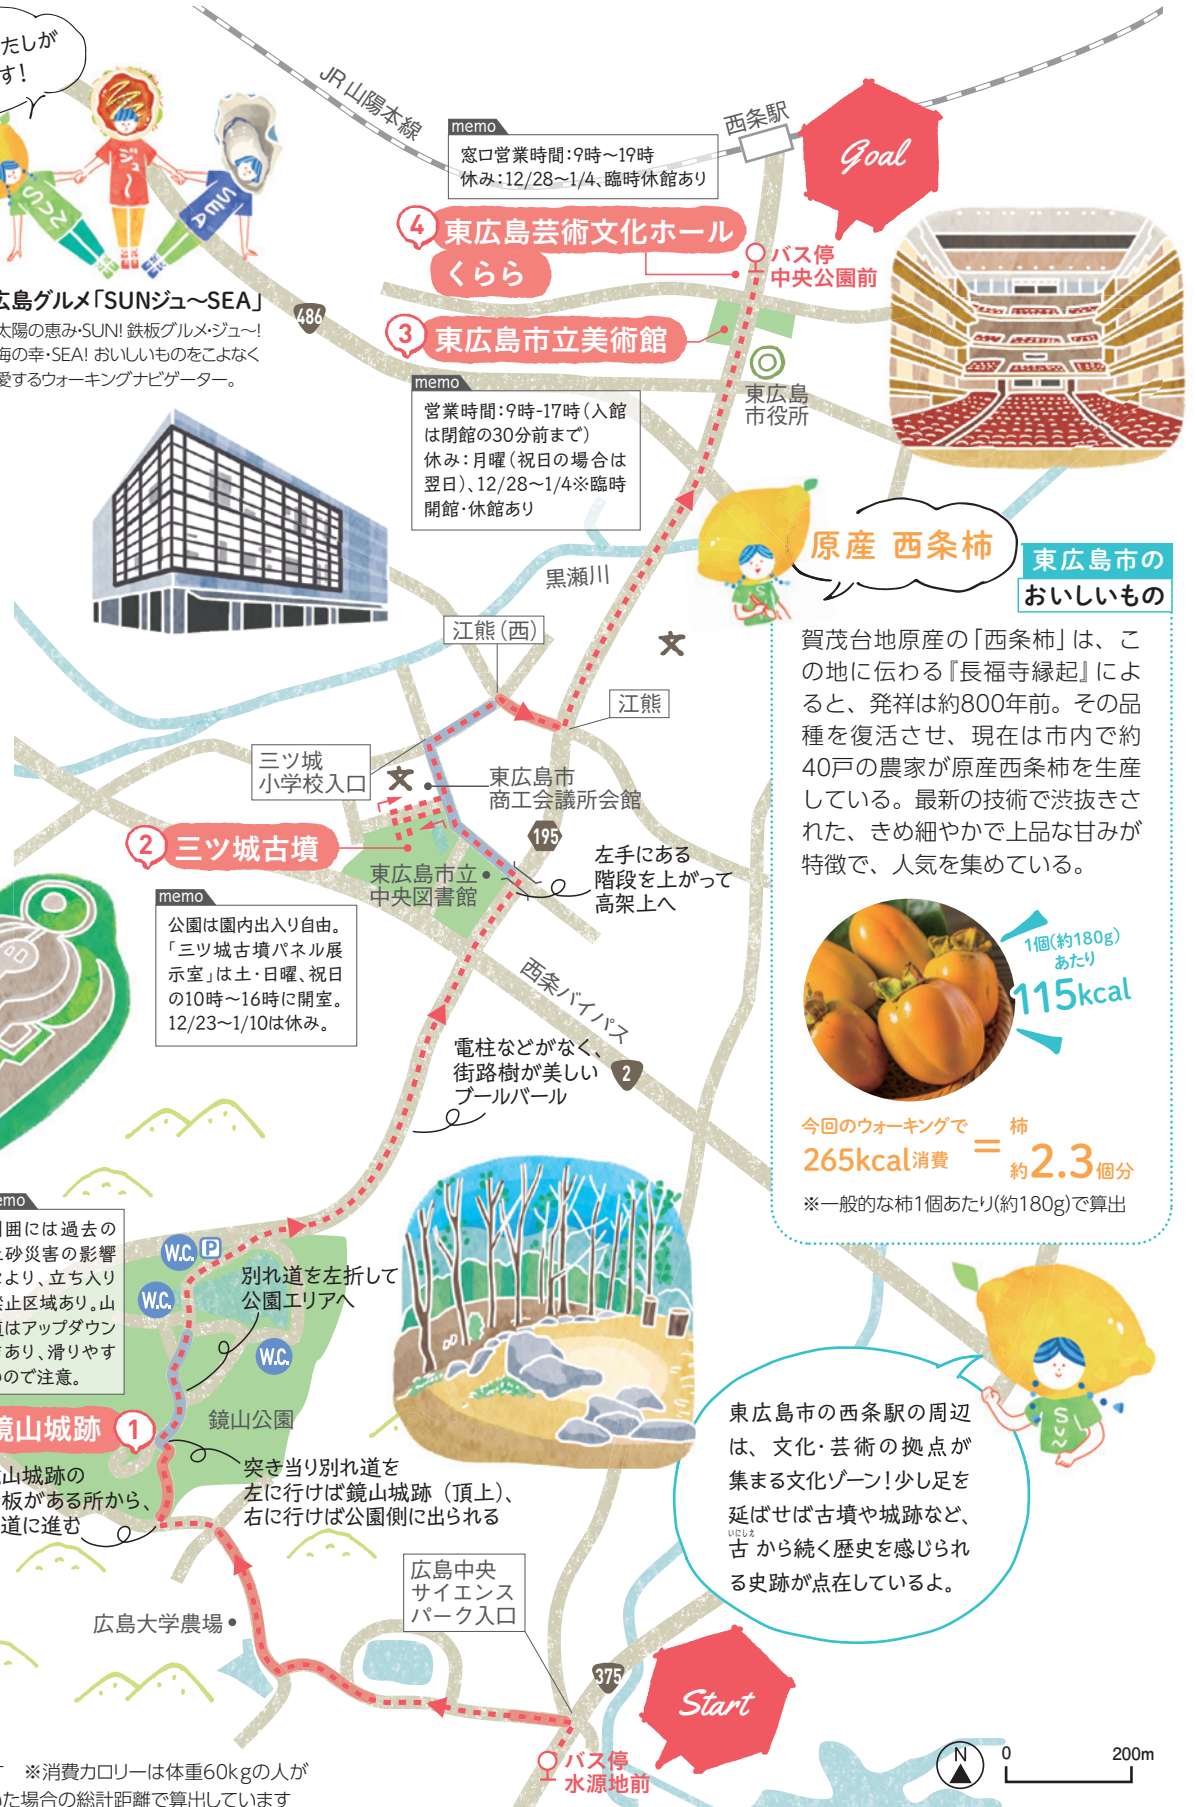 たしが
す!
ジュ〜
SUN
SEA
広島グルメ「SUNジュ〜SEA」
太陽の恵み・SUN! 鉄板グルメ・ジュ〜!
海の幸・SEA! おいしいものをこよなく
愛するウォーキングナビゲーター。
JR山陽本線
486
memo
窓口営業時間：9時〜19時
休み：12/28〜1/4、臨時休館あり
西条駅
Goal
4 東広島芸術文化ホール
くらら
バス停
中央公園前
3 東広島市立美術館
memo
営業時間：9時-17時（入館
は閉館の30分前まで）
休み：月曜（祝日の場合は
翌日）、12/28〜1/4※臨時
開館・休館あり
東広島
市役所
原産 西条柿
東広島市の
おいしいもの
賀茂台地原産の「西条柿」は、こ
の地に伝わる『長福寺縁起』によ
ると、発祥は約800年前。その品
種を復活させ、現在は市内で約
40戸の農家が原産西条柿を生産
している。最新の技術で渋抜きさ
れた、きめ細やかで上品な甘みが
特徴で、人気を集めている。
1個(約180g)
あたり
115kcal
今回のウォーキングで
265kcal消費
=
柿
約2.3個分
※一般的な柿1個あたり(約180g)で算出
黒瀬川
江熊（西）
江熊
三ツ城
小学校入口
東広島市
商工会議所会館
2 三ツ城古墳
195
東広島市立
中央図書館
左手にある
階段を上がって
高架上へ
memo
公園は園内出入り自由。
「三ツ城古墳パネル展
示室」は土・日曜、祝日
の10時〜16時に開室。
12/23〜1/10は休み。
西条バイパス
2
電柱などがなく、
街路樹が美しい
ブールバール
memo
周囲には過去の
土砂災害の影響
により、立ち入り
禁止区域あり。山
道はアップダウン
があり、滑りやす
いので注意。
W.C.
P
W.C.
W.C.
別れ道を左折して
公園エリアへ
鏡山公園
鏡山城跡 1
鏡山城跡の
板がある所から、
道に進む
突き当り別れ道を
左に行けば鏡山城跡（頂上）、
右に行けば公園側に出られる
東広島市の西条駅の周辺
は、文化・芸術の拠点が
集まる文化ゾーン！少し足を
延ばせば古墳や城跡など、
古いにしえから続く歴史を感じられ
る史跡が点在しているよ。
広島中央
サイエンス
パーク入口
広島大学農場
375
Start
バス停
水源地前
N
0
200m
※消費カロリーは体重60kgの人が
いた場合の総計距離で算出しています